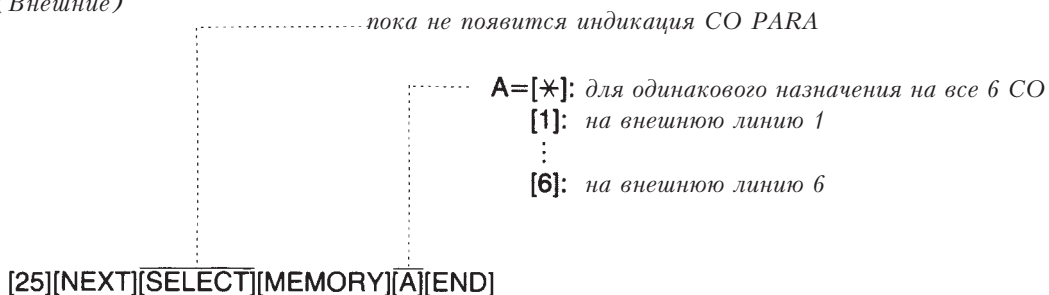 (Внешние)
пока не появится индикация CO PARA
A=[*]: для одинакового назначения на все 6 CO
[1]: на внешнюю линию 1
⋮
[6]: на внешнюю линию 6
[25][NEXT][SELECT][MEMORY][A][END]